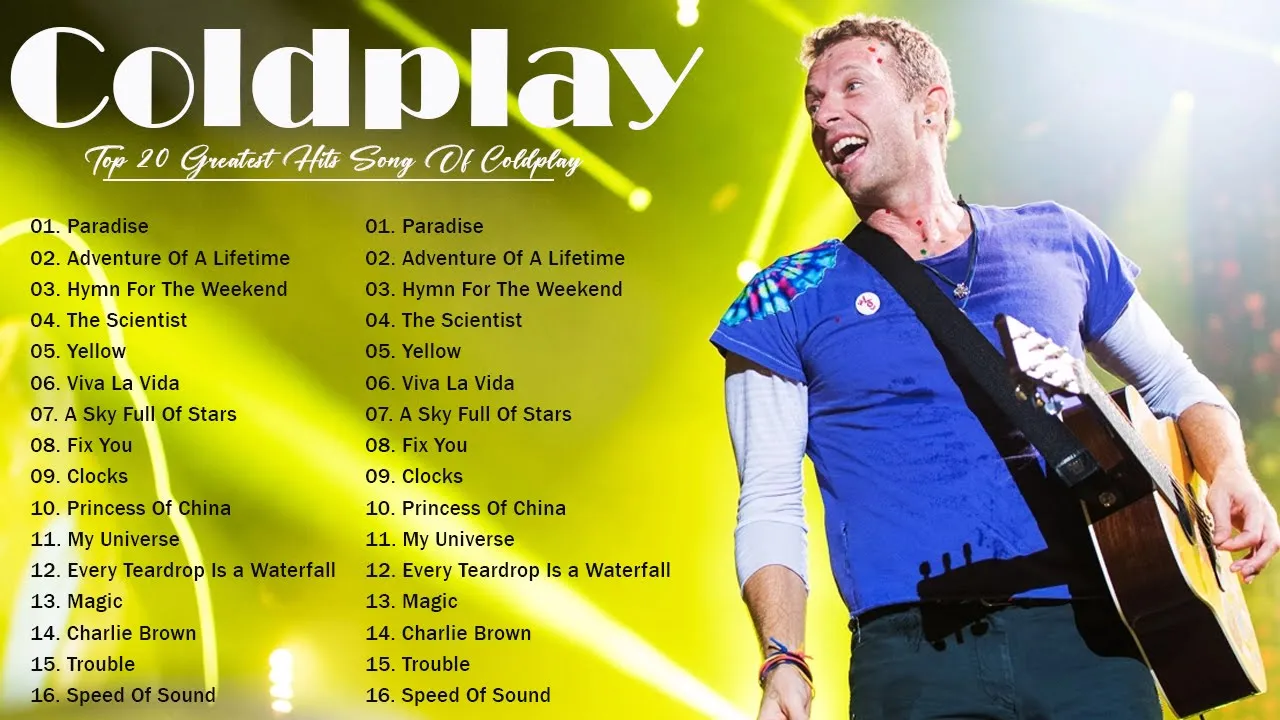 Coldplay
Top 20 Greatest Hits Song Of Coldplay
01. Paradise
02. Adventure Of A Lifetime
03. Hymn For The Weekend
04. The Scientist
05. Yellow
06. Viva La Vida
07. A Sky Full Of Stars
08. Fix You
09. Clocks
10. Princess Of China
11. My Universe
12. Every Teardrop Is a Waterfall
13. Magic
14. Charlie Brown
15. Trouble
16. Speed Of Sound
01. Paradise
02. Adventure Of A Lifetime
03. Hymn For The Weekend
04. The Scientist
05. Yellow
06. Viva La Vida
07. A Sky Full Of Stars
08. Fix You
09. Clocks
10. Princess Of China
11. My Universe
12. Every Teardrop Is a Waterfall
13. Magic
14. Charlie Brown
15. Trouble
16. Speed Of Sound